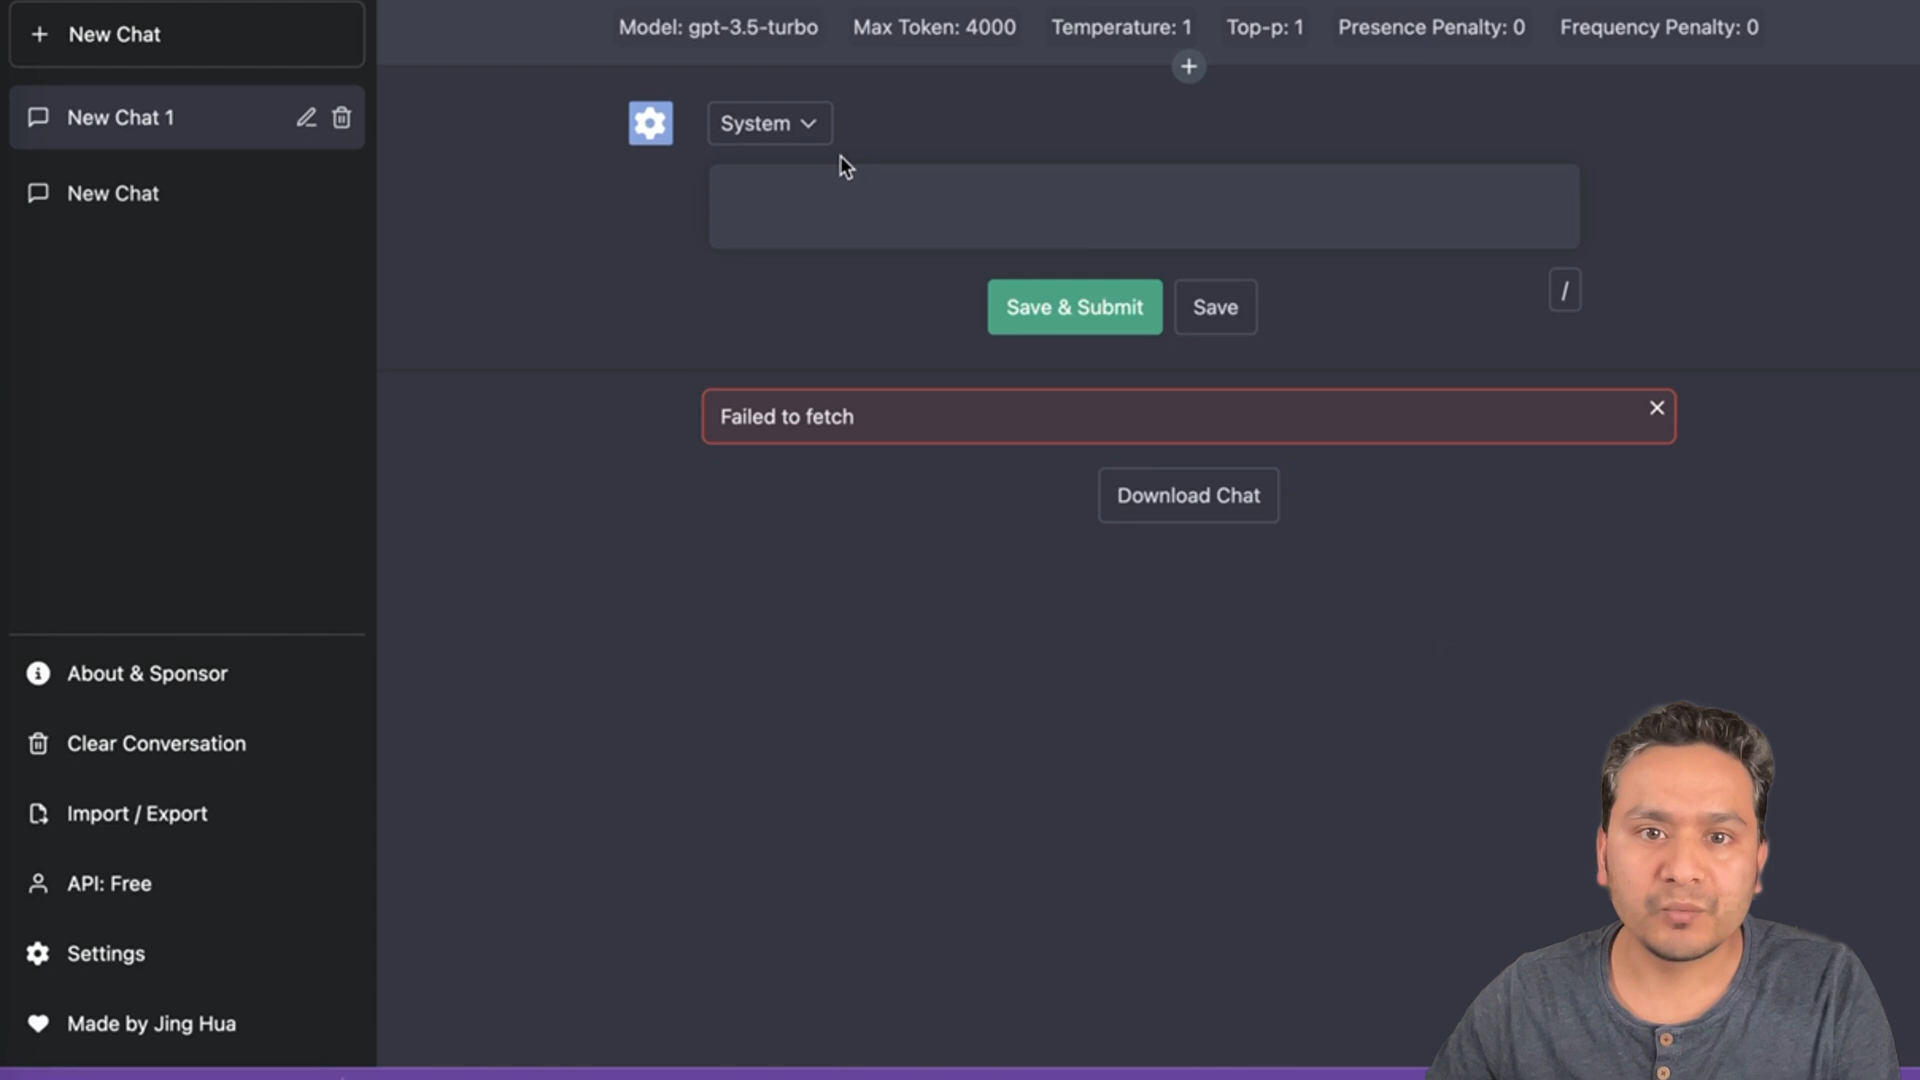 New Chat
New Chat 1
New Chat
About & Sponsor
Clear Conversation
Import / Export
API: Free
Settings
Made by Jing Hua
Model: gpt-3.5-turbo Max Token: 4000 Temperature: 1 Top-p: 1 Presence Penalty: 0 Frequency Penalty: 0
System
/
Save & Submit Save
Failed to fetch
Download Chat